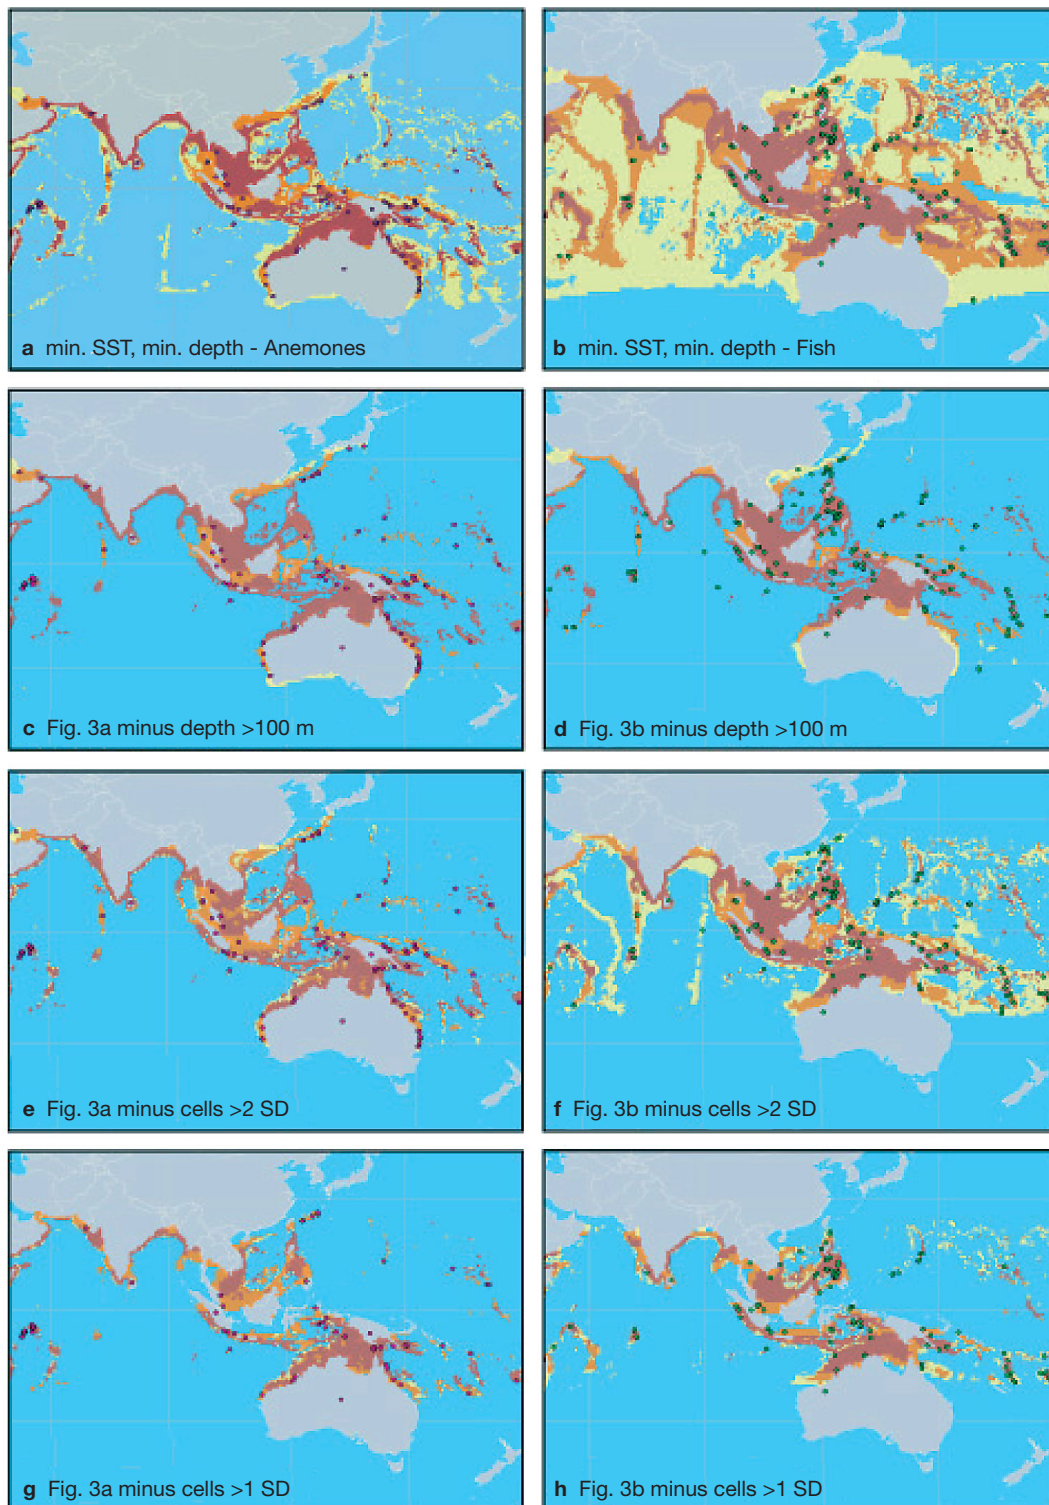 a min. SST, min. depth - Anemones
b min. SST, min. depth - Fish
c Fig. 3a minus depth >100 m
d Fig. 3b minus depth >100 m
e Fig. 3a minus cells >2 SD
f Fig. 3b minus cells >2 SD
g Fig. 3a minus cells >1 SD
h Fig. 3b minus cells >1 SD